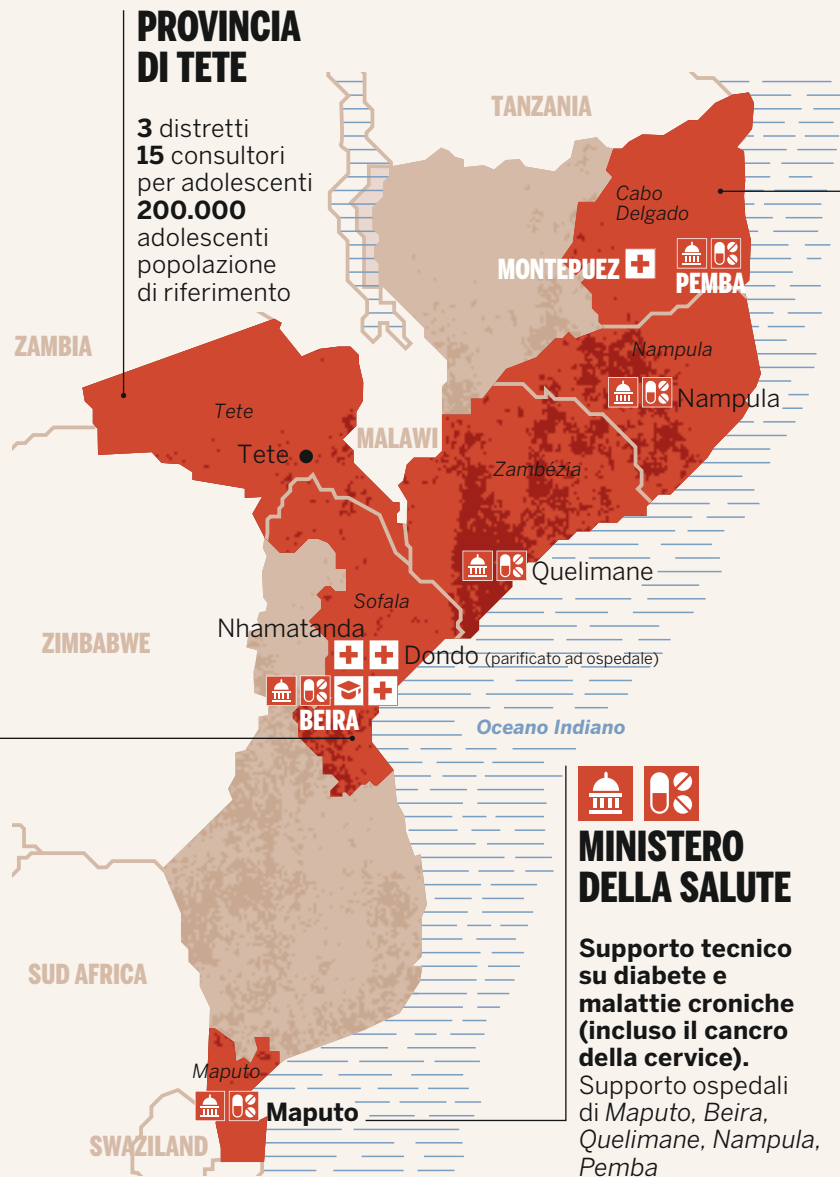 PROVINCIA
DI TETE
3 distretti
15 consultori
per adolescenti
200.000
adolescenti
popolazione
di riferimento
TANZANIA
Cabo
Delgado
MONTEPUEZ
PEMBA
ZAMBIA
Nampula
Nampula
Tete
MALAWI
Tete
Zambézia
Quelimane
Sofala
Nhamatanda
ZIMBABWE
Dondo (parificato ad ospedale)
BEIRA
Oceano Indiano
MINISTERO
DELLA SALUTE
Supporto tecnico
su diabete e
malattie croniche
(incluso il cancro
della cervice).
Supporto ospedali
di Maputo, Beira,
Quelimane, Nampula,
Pemba
SUD AFRICA
Maputo
Maputo
SWAZILAND